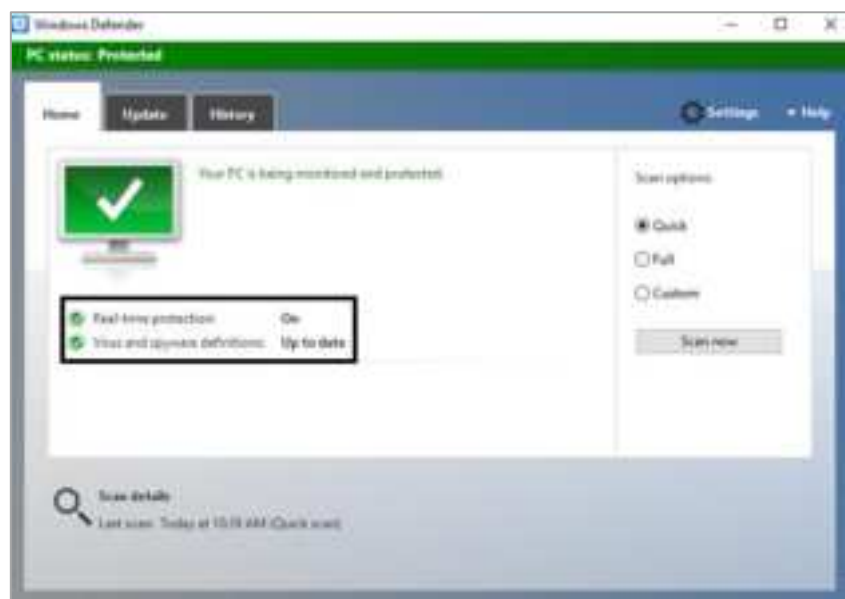 Windows Defender
PC status: Protected
Home
Update
History
Settings
Help
Your PC is being monitored and protected.
Scan options:
Quick
Full
Custom
Real-time protection: On
Virus and spyware definitions: Up to date
Scan now
Scan details
Last scan: Today at AM (Quick scan)